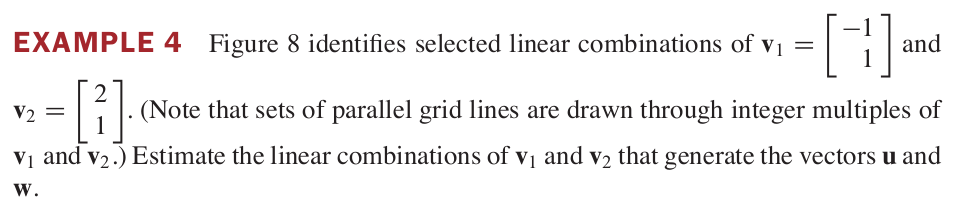 EXAMPLE 4 Figure 8 identifies selected linear combinations of v₁ = [−1 1] and
v₂ = [2 1]. (Note that sets of parallel grid lines are drawn through integer multiples of
v₁ and v₂.) Estimate the linear combinations of v₁ and v₂ that generate the vectors u and
w.